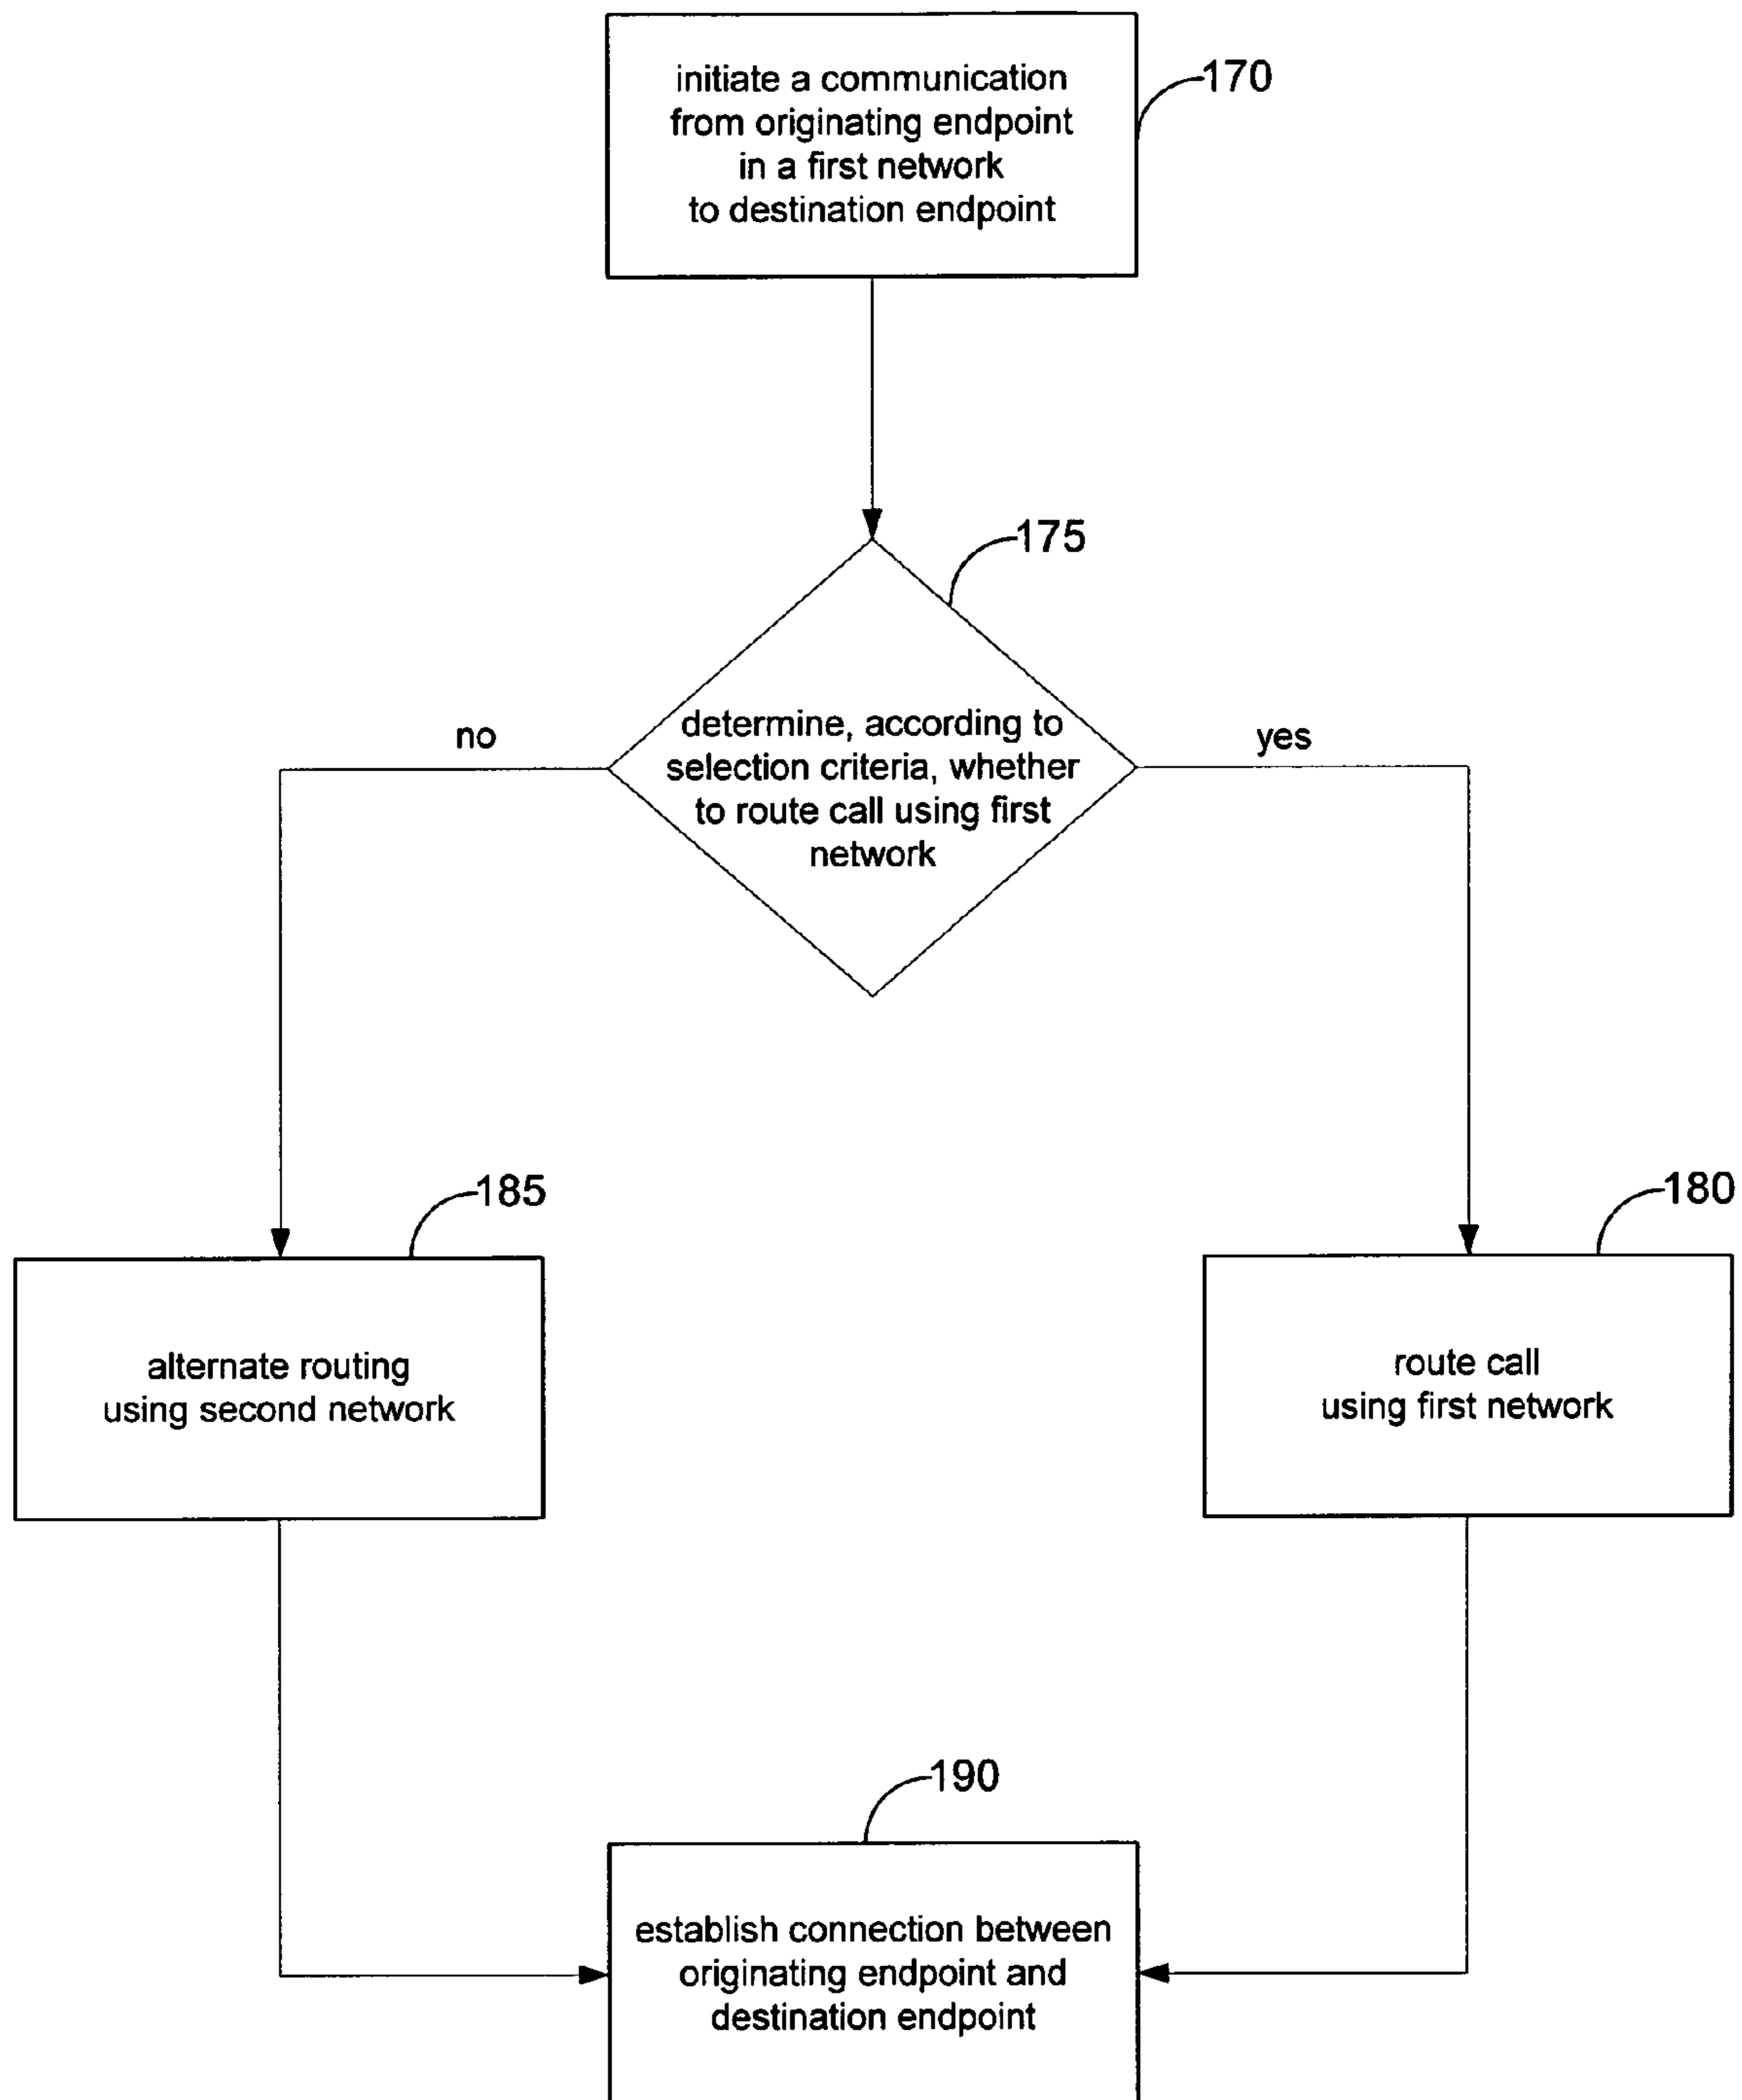 initiate a communication
from originating endpoint
in a first network
to destination endpoint
170
175
determine, according to
selection criteria, whether
to route call using first
network
no
yes
185
180
alternate routing
using second network
route call
using first network
190
establish connection between
originating endpoint and
destination endpoint